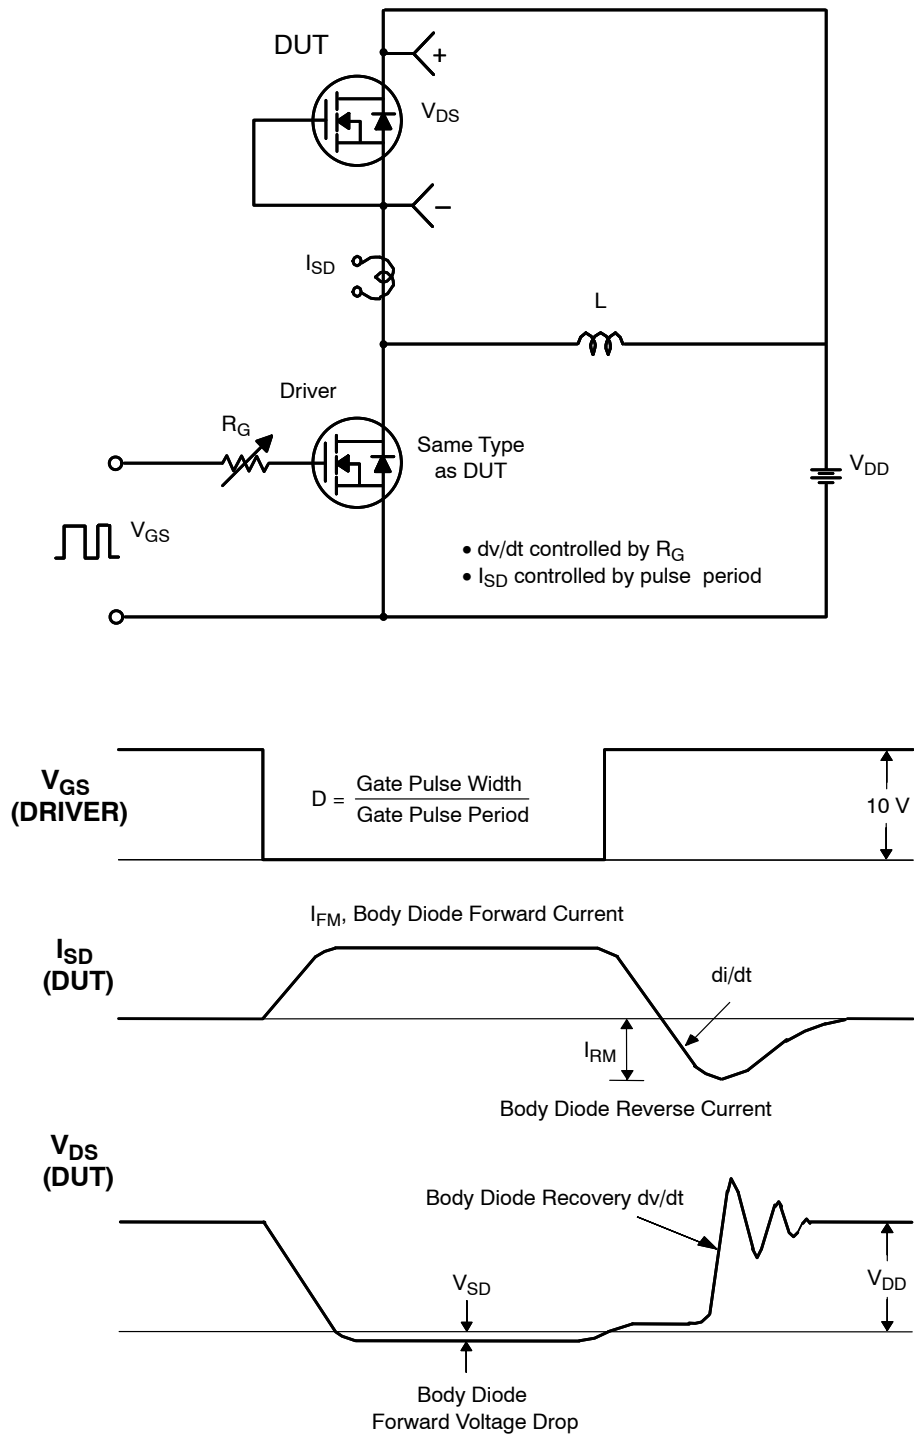 DUT
+
VDS
−
ISD
L
Driver
RG
Same Type
as DUT
VDD
VGS
• dv/dt controlled by RG
• ISD controlled by pulse period
VGS
(DRIVER)
D = Gate Pulse Width
Gate Pulse Period
10 V
IFM, Body Diode Forward Current
ISD
(DUT)
di/dt
IRM
Body Diode Reverse Current
VDS
(DUT)
Body Diode Recovery dv/dt
VSD
VDD
Body Diode
Forward Voltage Drop